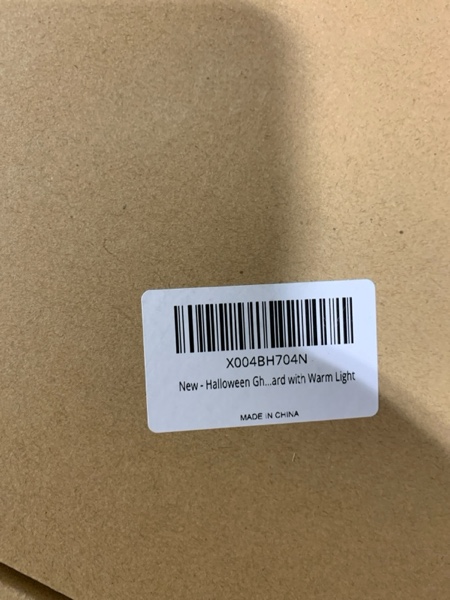 X004BH704N
New - Halloween Gh...ard with Warm Light
MADE IN CHINA